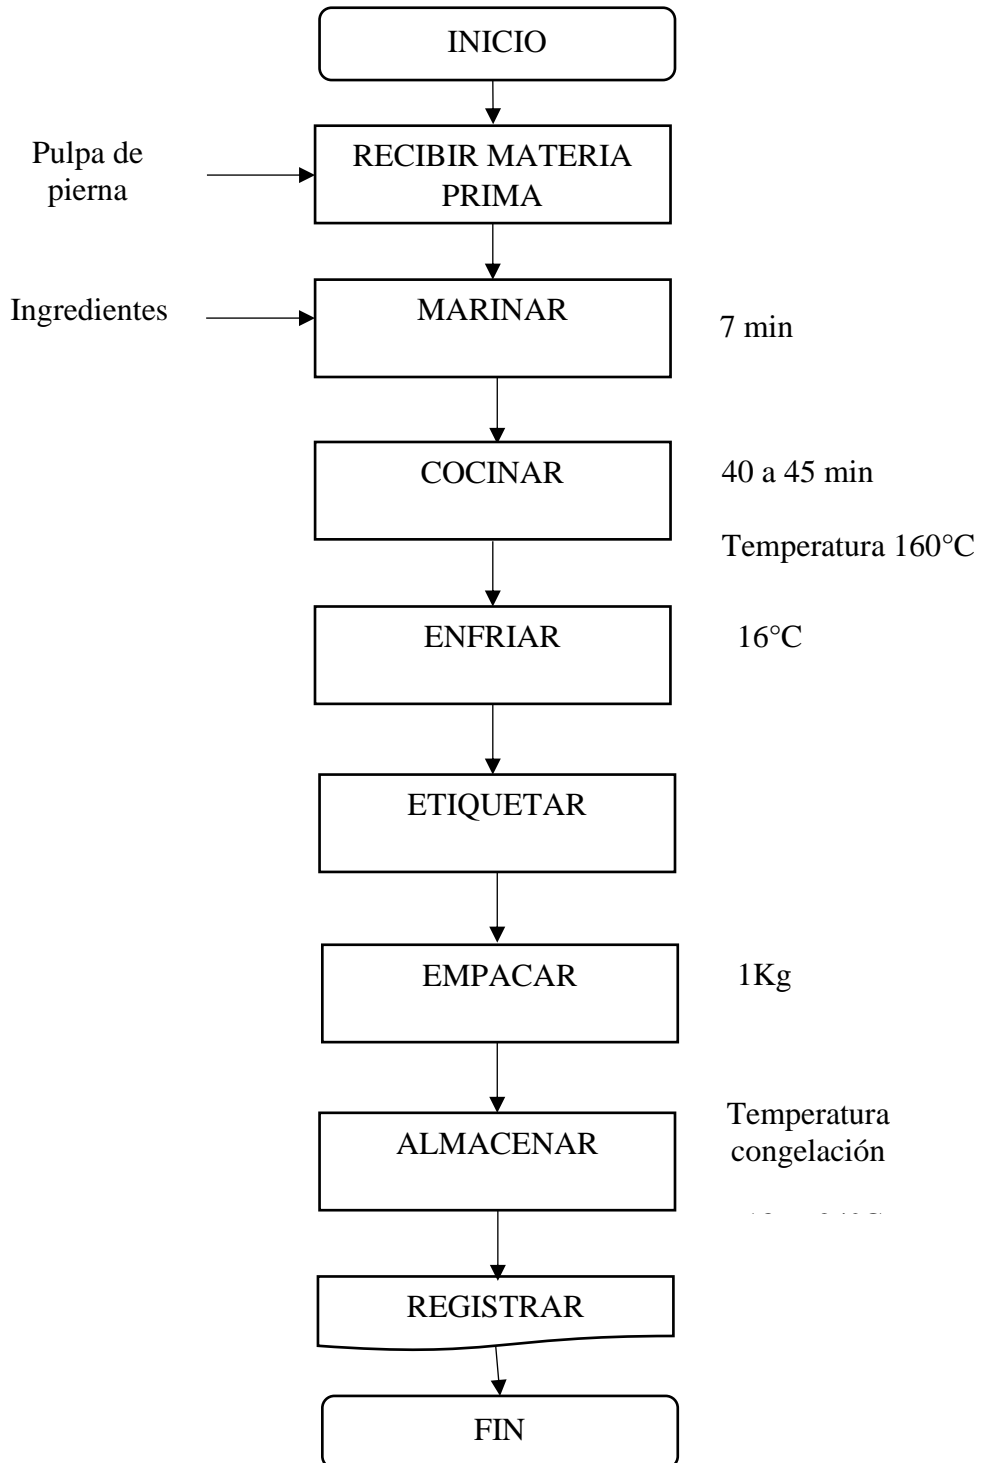 INICIO
Pulpa de
pierna
RECIBIR MATERIA
PRIMA
Ingredientes
MARINAR
7 min
COCINAR
40 a 45 min
Temperatura 160°C
ENFRIAR
16°C
ETIQUETAR
EMPACAR
1Kg
ALMACENAR
Temperatura
congelación
REGISTRAR
FIN